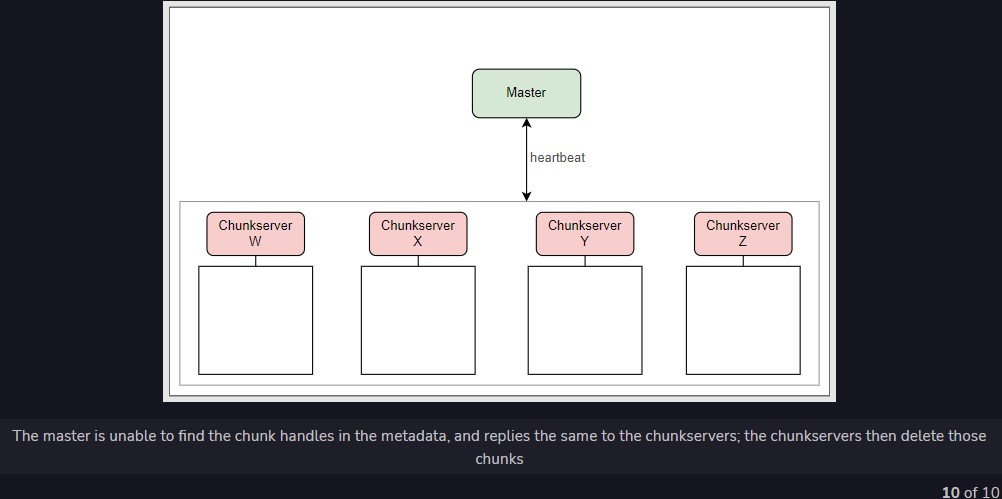 Master
heartbeat
Chunkserver
W
Chunkserver
X
Chunkserver
Y
Chunkserver
Z
The master is unable to find the chunk handles in the metadata, and replies the same to the chunkservers; the chunkservers then delete those
chunks
10 of 10